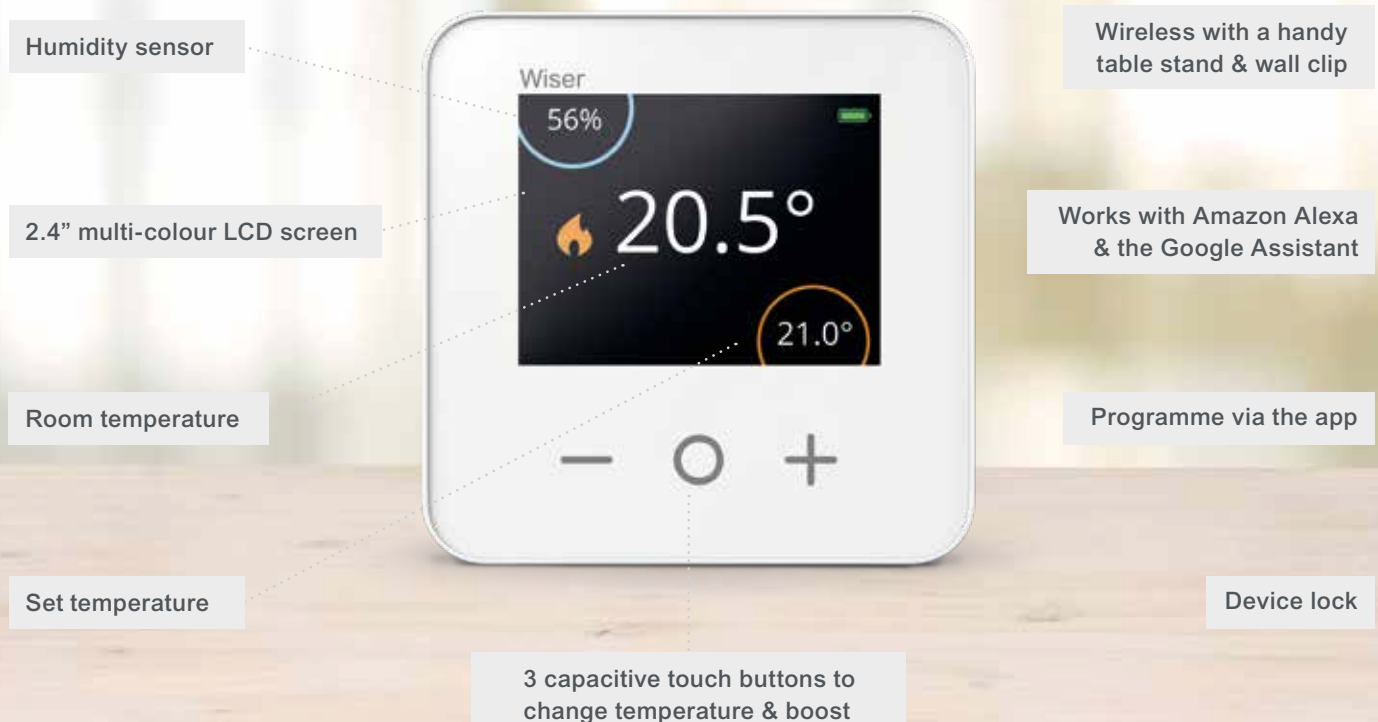 Humidity sensor
Wireless with a handy
table stand & wall clip
Wiser
56%
2.4” multi-colour LCD screen
20.5°
Works with Amazon Alexa
& the Google Assistant
21.0°
Room temperature
Programme via the app
Set temperature
Device lock
3 capacitive touch buttons to
change temperature & boost